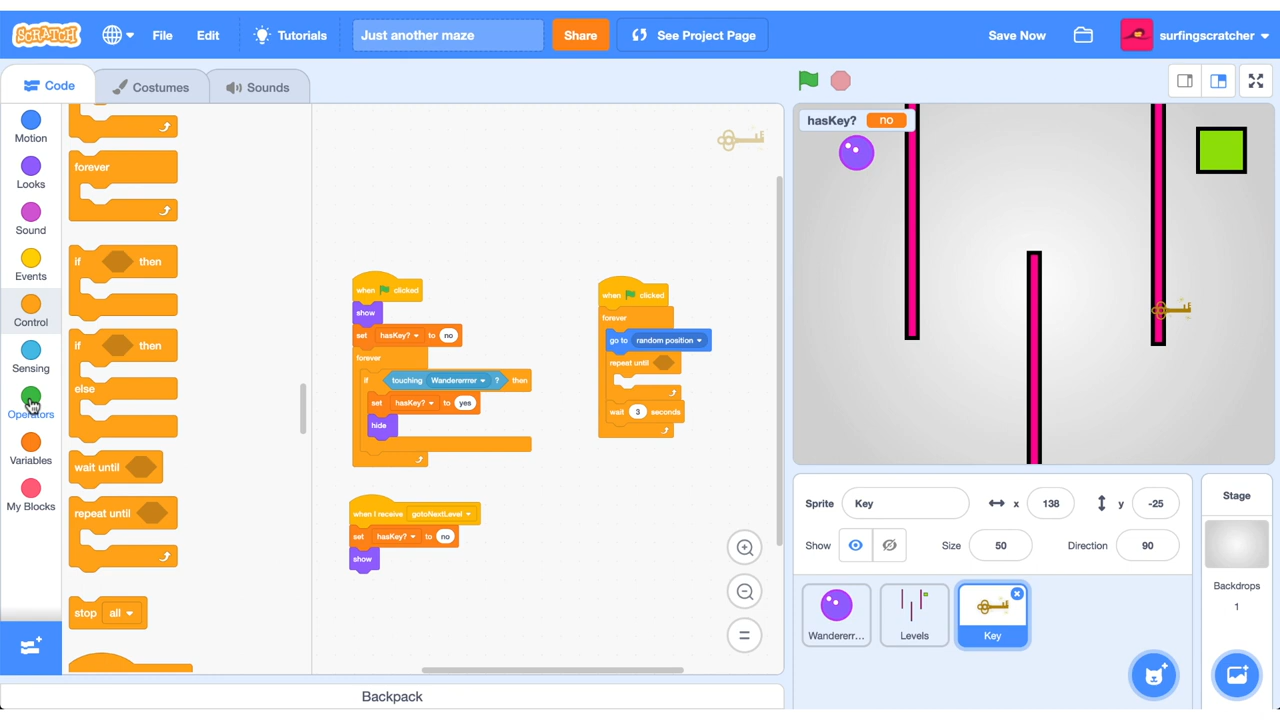 SCRATCH File Edit Tutorials Just another maze Share See Project Page Save Now surfingscratcher
Code Costumes Sounds
Motion
Looks
Sound
Events
Control
Sensing
Operators
Variables
My Blocks
forever
if then
if then
else
wait until
repeat until
stop all
when clicked
show
set hasKey? to no
forever
if touching Wandererrrer ? then
set hasKey? to yes
hide
when I receive gotoNextLevel
set hasKey? to no
show
when clicked
forever
go to random position
repeat until
wait 3 seconds
hasKey? no
Sprite Key x 138 y -25
Show Size 50 Direction 90
Wandererr... Levels Key
Stage
Backdrops
1
Backpack